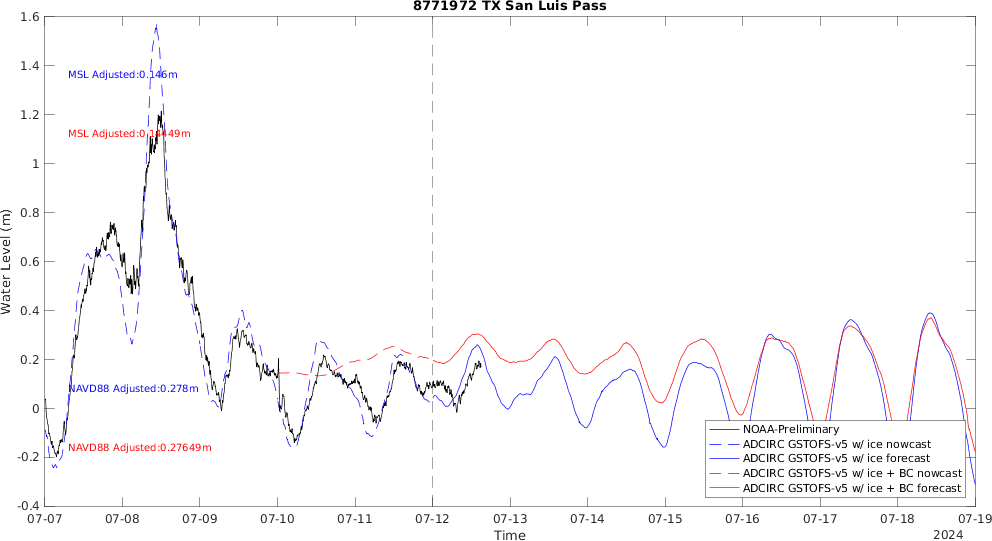 8771972 TX San Luis Pass
1.6
1.4
1.2
1
0.8
0.6
0.4
0.2
0
-0.2
-0.4
Water Level (m)
MSL Adjusted:0.146m
MSL Adjusted:0.14449m
NAVD88 Adjusted:0.278m
NAVD88 Adjusted:0.27649m
NOAA-Preliminary
ADCIRC GSTOFS-v5 w/ ice nowcast
ADCIRC GSTOFS-v5 w/ ice forecast
ADCIRC GSTOFS-v5 w/ ice + BC nowcast
ADCIRC GSTOFS-v5 w/ ice + BC forecast
07-07 07-08 07-09 07-10 07-11 07-12 07-13 07-14 07-15 07-16 07-17 07-18 07-19
Time
2024